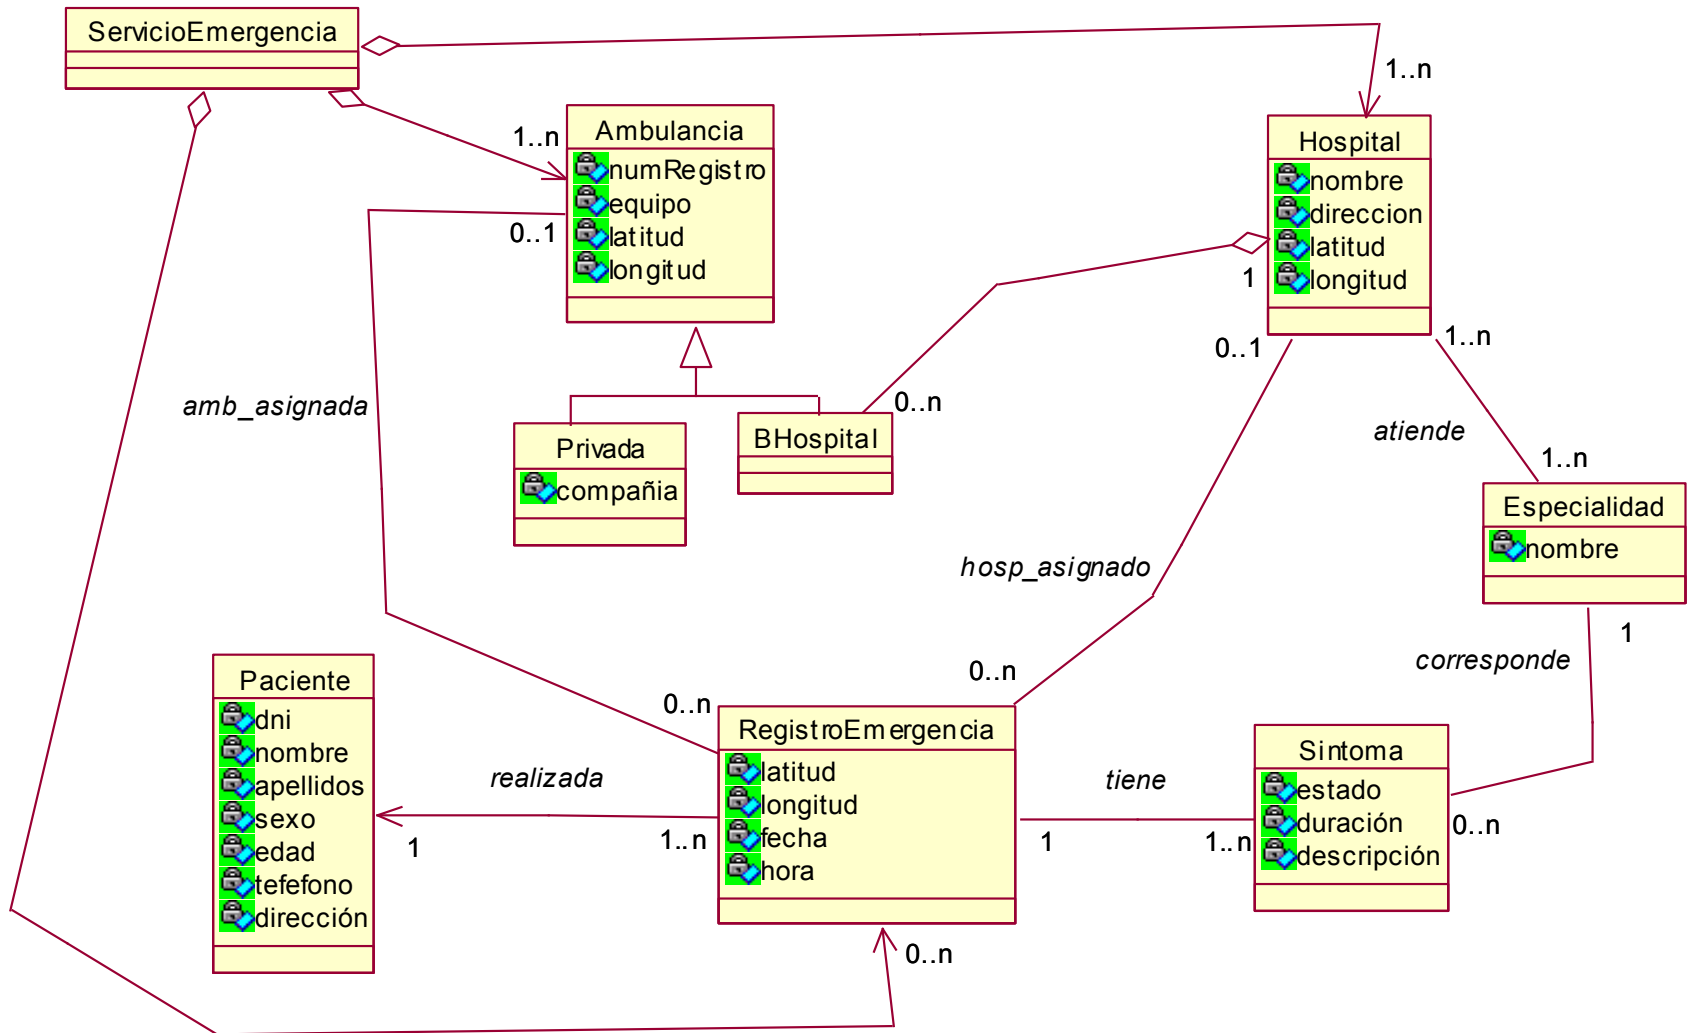 ServicioEmergencia
1..n
Ambulancia
numRegistro
equipo
latitud
longitud
1..n
0..1
Hospital
nombre
direccion
latitud
longitud
1
0..1
1..n
amb_asignada
Privada
compañia
BHospital
0..n
atiende
1..n
Especialidad
nombre
1
hosp_asignado
corresponde
Paciente
dni
nombre
apellidos
sexo
edad
tefefono
dirección
0..n
0..n
RegistroEmergencia
latitud
longitud
fecha
hora
realizada
1
1..n
tiene
1
1..n
Sintoma
estado
duración
descripción
0..n
0..n